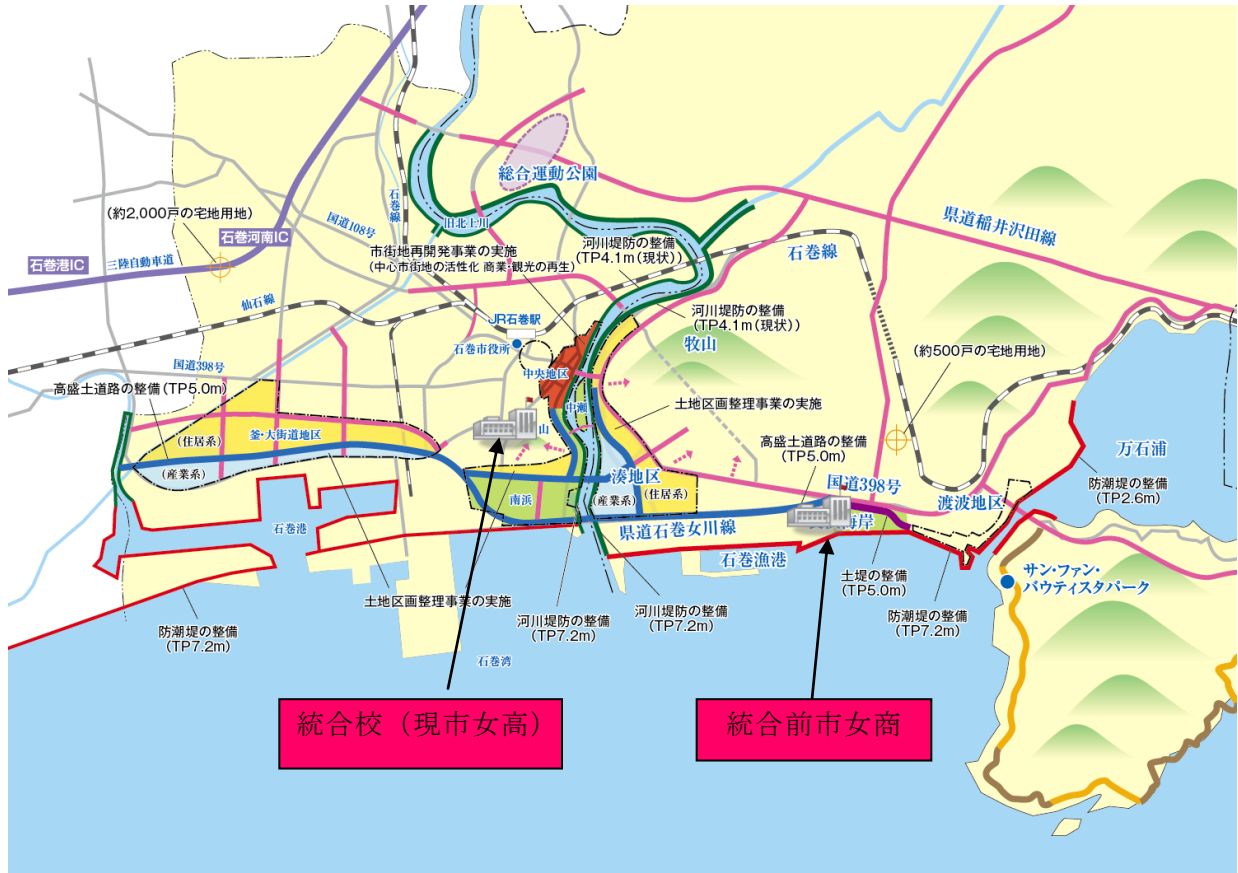 総合運動公園
(約2,000戸の宅地用地)
国道108号
石巻線
旧北上川
石巻河南IC
石巻港IC
三陸自動車道
市街地再開発事業の実施
(中心市街地の活性化 商業・観光の再生)
河川堤防の整備
(TP4.1m(現状))
石巻線
県道稲井沢田線
仙石線
河川堤防の整備
(TP4.1m(現状))
JR石巻駅
石巻市役所
牧山
(約500戸の宅地用地)
国道398号
中央地区
高盛土道路の整備(TP5.0m)
中瀬
土地区画整理事業の実施
(住居系)
釜・大街道地区
山
高盛土道路の整備
(TP5.0m)
万石浦
(産業系)
湊地区
国道398号
防潮堤の整備
(TP2.6m)
南浜
(産業系)
(住居系)
渡波地区
石巻港
県道石巻女川線
海岸
石巻漁港
サン・ファン・
バウティスタパーク
土堤の整備
(TP5.0m)
土地区画整理事業の実施
河川堤防の整備
(TP7.2m)
河川堤防の整備
(TP7.2m)
防潮堤の整備
(TP7.2m)
防潮堤の整備
(TP7.2m)
石巻湾
統合校（現市女高）
統合前市女商